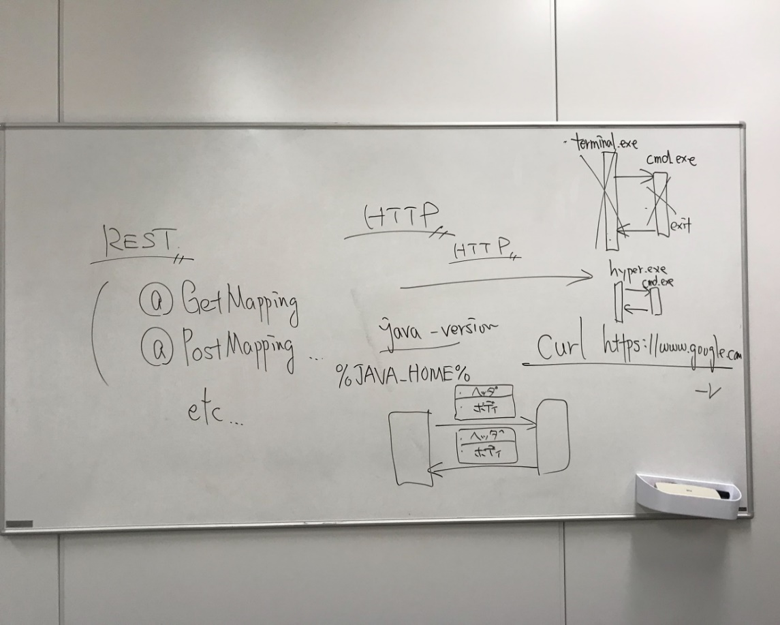 REST
@ GetMapping
@ PostMapping ...
etc...
HTTP
HTTP
java -version
%JAVA_HOME%
ヘッダ
ボディ
ヘッダ
ボディ
terminal.exe
cmd.exe
exit
hyper.exe
cmd.exe
Curl https://www.google.com
-v